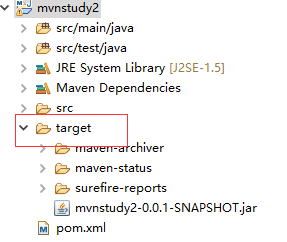 mvnstudy2
src/main/java
src/test/java
JRE System Library [J2SE-1.5]
Maven Dependencies
src
target
maven-archiver
maven-status
surefire-reports
mvnstudy2-0.0.1-SNAPSHOT.jar
pom.xml